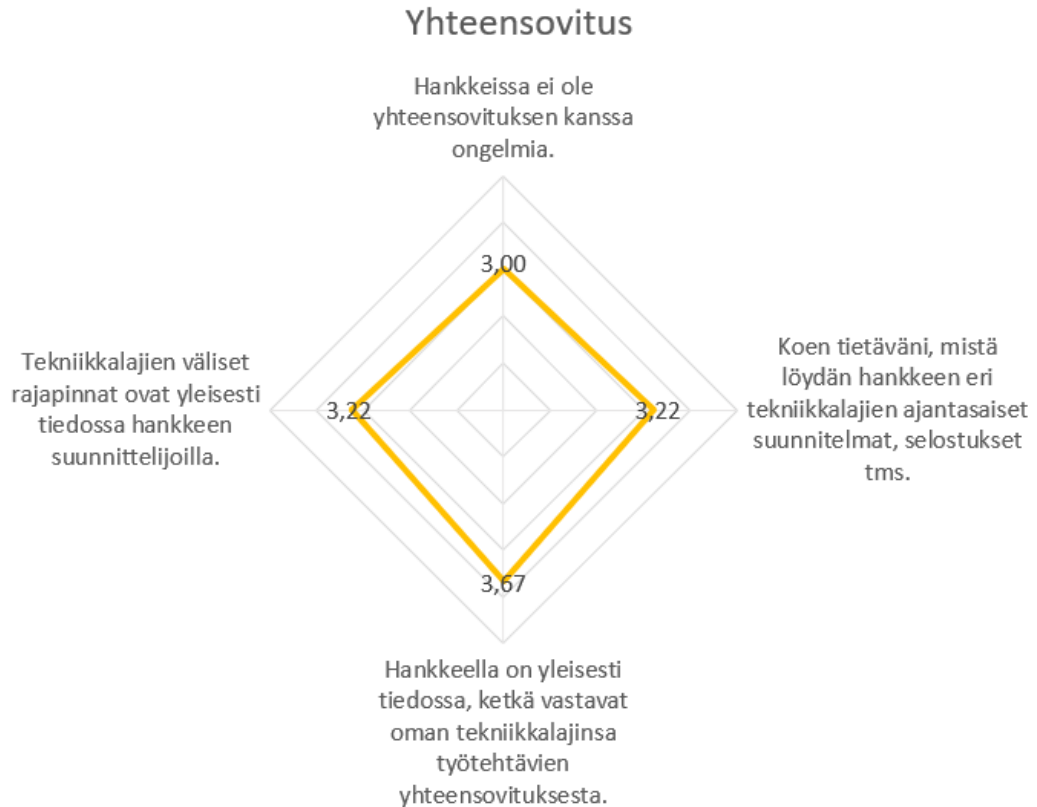 Yhteensovitus
Hankkeissa ei ole
yhteensovituksen kanssa
ongelmia.
3,00
Koen tietäväni, mistä
löydän hankkeen eri
tekniikkalajien ajantasaiset
suunnitelmat, selostukset
tms.
3,22
Hankkeella on yleisesti
tiedossa, ketkä vastavat
oman tekniikkalajinsa
työtehtävien
yhteensovituksesta.
3,67
Tekniikkalajien väliset
rajapinnat ovat yleisesti
tiedossa hankkeen
suunnittelijoilla.
3,22